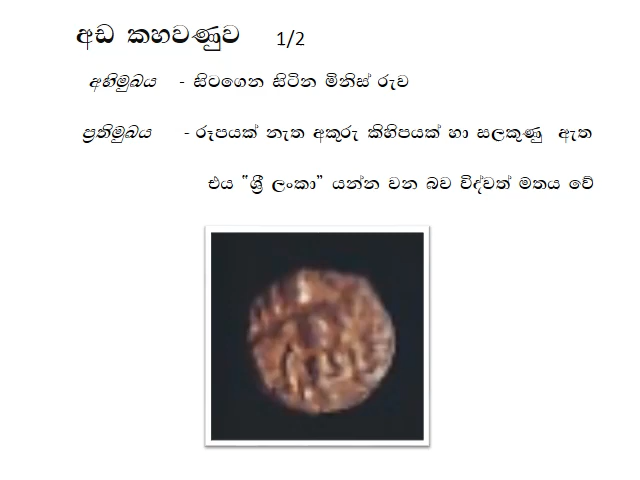 අඩ කහවණුව 1/2
අභිමුඛය - සිටගෙන සිටින මිනිස් රුව
ප්‍රතිමුඛය - රූපයක් නැත අකුරු කිහිපයක් හා සලකුණු ඇත
එය "ශ්‍රී ලංකා" යන්න වන බව විද්වත් මතය වේ